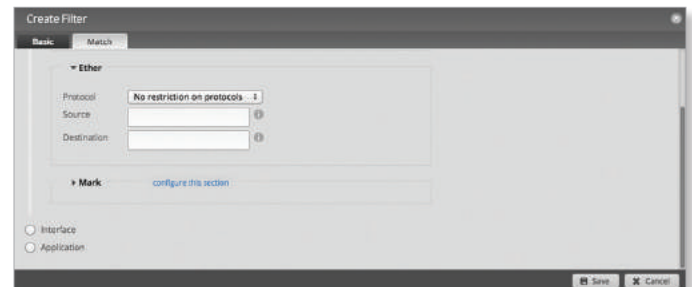 Create Filter
Basic Match
Ether
Protocol No restriction on protocols
Source
Destination
Mark configure this section
Interface
Application
Save Cancel